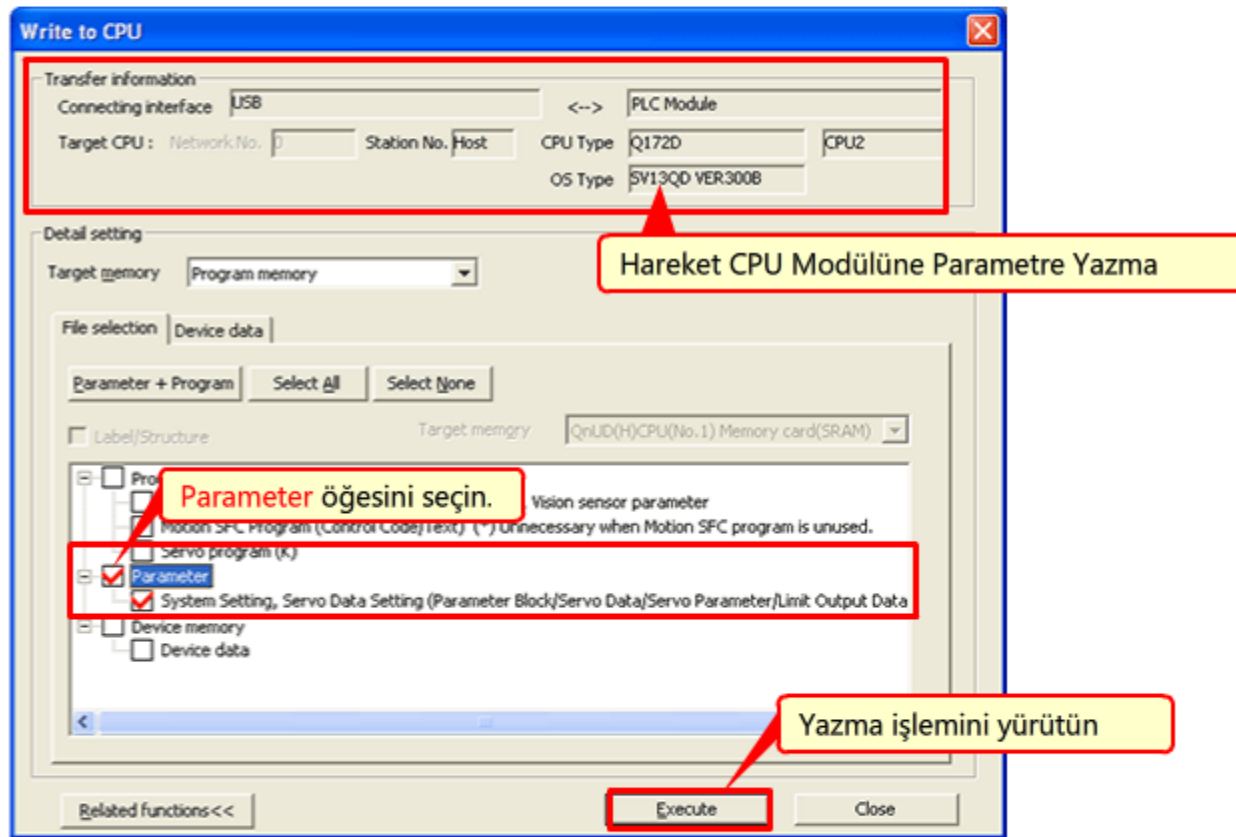 Write to CPU
Transfer information
Connecting interface USB <--> PLC Module
Target CPU : Network No. 0 Station No. Host CPU Type Q172D CPU2
OS Type SV13QD VER300B
Hareket CPU Modülüne Parametre Yazma
Detail setting
Target memory Program memory
File selection Device data
Parameter + Program Select All Select None
Label/Structure Target memory QnUD(H)CPU(No.1) Memory card(SRAM)
Parameter öğesini seçin.
Vision sensor parameter
Motion SFC Program (Control Code/Text) (*) Unnecessary when Motion SFC program is unused.
Servo program (K)
Parameter
System Setting, Servo Data Setting (Parameter Block/Servo Data/Servo Parameter/Limit Output Data
Device memory
Device data
Yazma işlemini yürütün
Related functions<< Execute Close